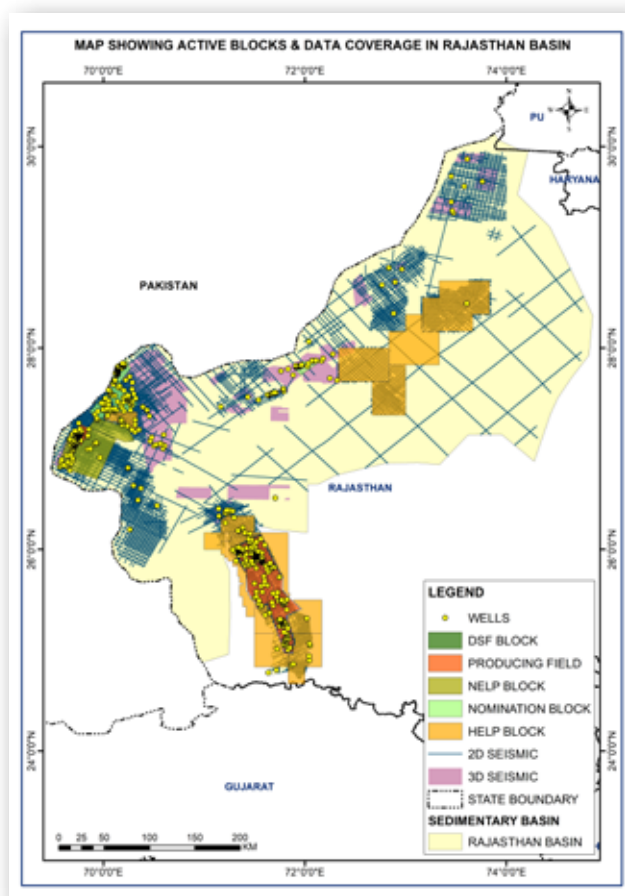 MAP SHOWING ACTIVE BLOCKS & DATA COVERAGE IN RAJASTHAN BASIN
70°0'0"E 72°0'0"E 74°0'0"E
PU
N
W E
S
30°0'0"N 30°0'0"N
HARYANA
PAKISTAN
28°0'0"N 28°0'0"N
RAJASTHAN
26°0'0"N 26°0'0"N
LEGEND
WELLS
DSF BLOCK
PRODUCING FIELD
NELP BLOCK
NOMINATION BLOCK
HELP BLOCK
2D SEISMIC
24°0'0"N 24°0'0"N
3D SEISMIC
GUJARAT
STATE BOUNDARY
SEDIMENTARY BASIN
RAJASTHAN BASIN
0 25 50 100 150 200
KM
70°0'0"E 72°0'0"E 74°0'0"E